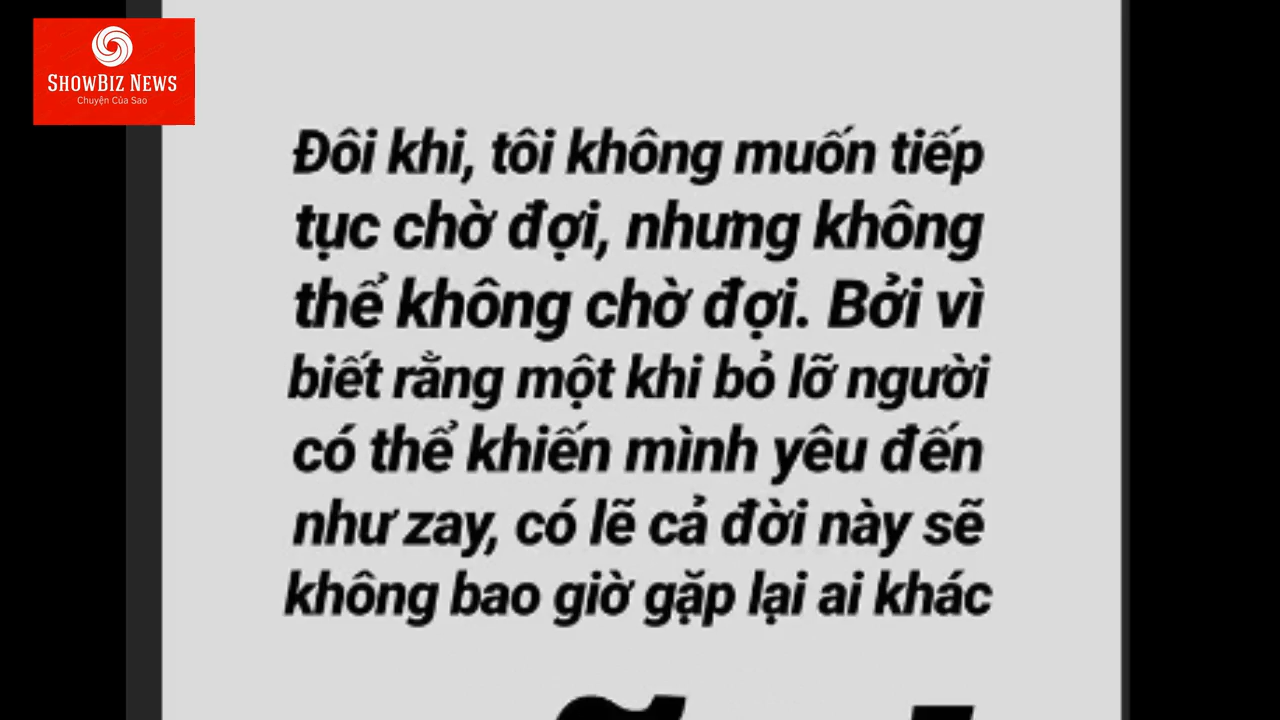 SHOWBIZ NEWS
Chuyện Của Sao
Đôi khi, tôi không muốn tiếp
tục chờ đợi, nhưng không
thể không chờ đợi. Bởi vì
biết rằng một khi bỏ lỡ người
có thể khiến mình yêu đến
như zay, có lẽ cả đời này sẽ
không bao giờ gặp lại ai khác